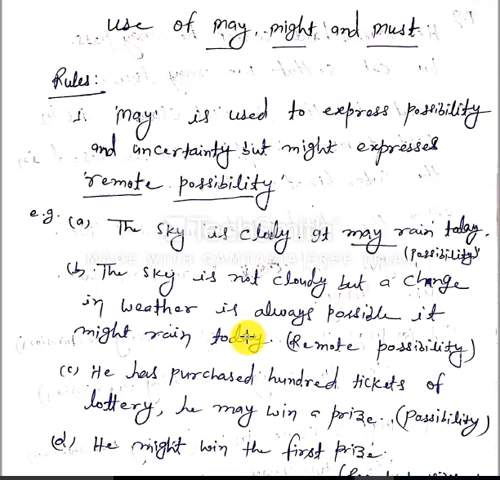 use of may, might and must
Rules:
1. 'may' is used to express possibility
and uncertainty but might expresses
'remote possibility'
e.g. (a) The sky is cloudy it may rain today.
(possibility)
(b) The sky is not cloudy but a change
in weather is always possible it
might rain today. (Remote possibility)
(c) He has purchased hundred tickets of
lottery, he may win a prize. (possibility)
(d) He might win the first prize.